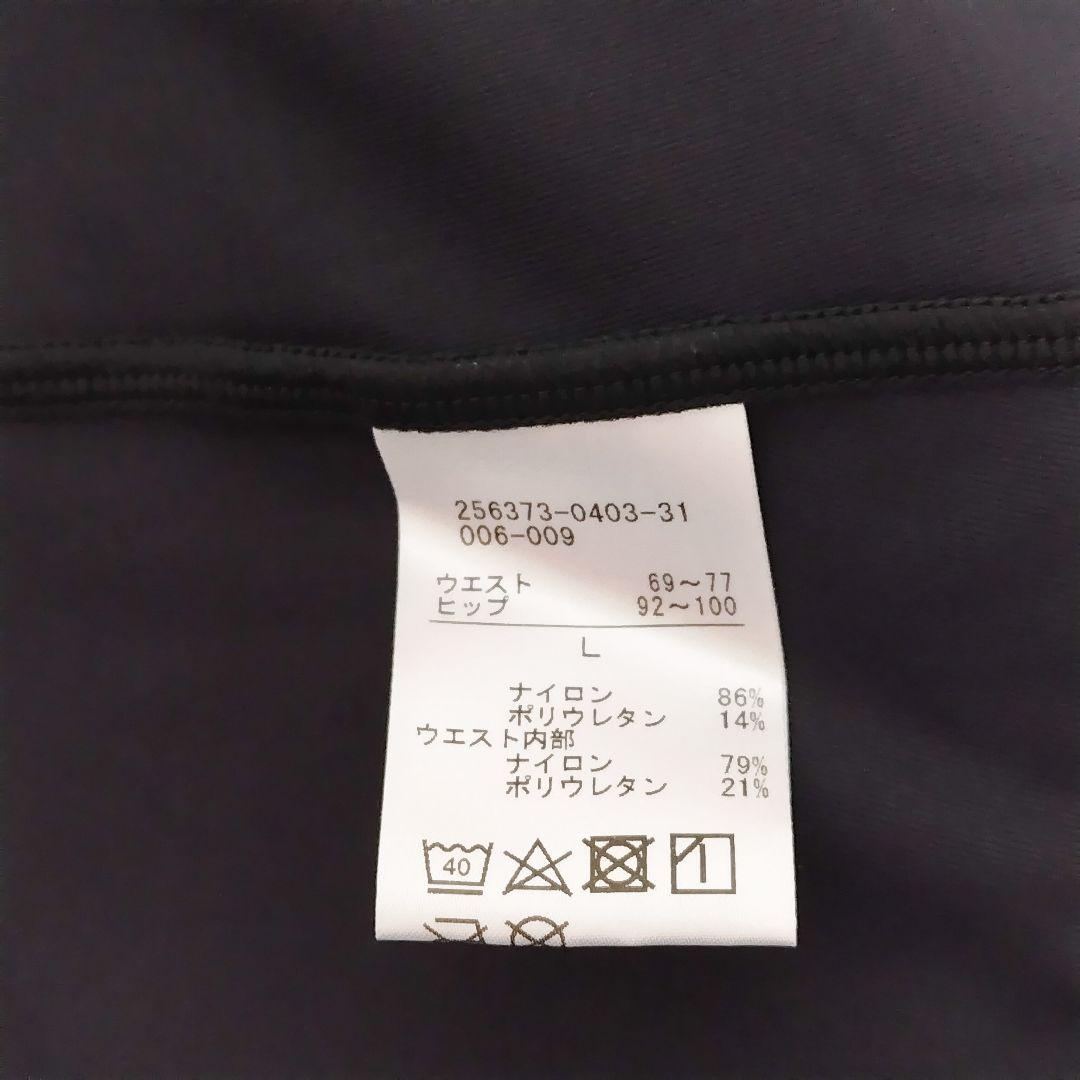 256373-0403-31
006-009
ウエスト 69～77
ヒップ 92～100
L
ナイロン 86%
ポリウレタン 14%
ウエスト内部
ナイロン 79%
ポリウレタン 21%
40